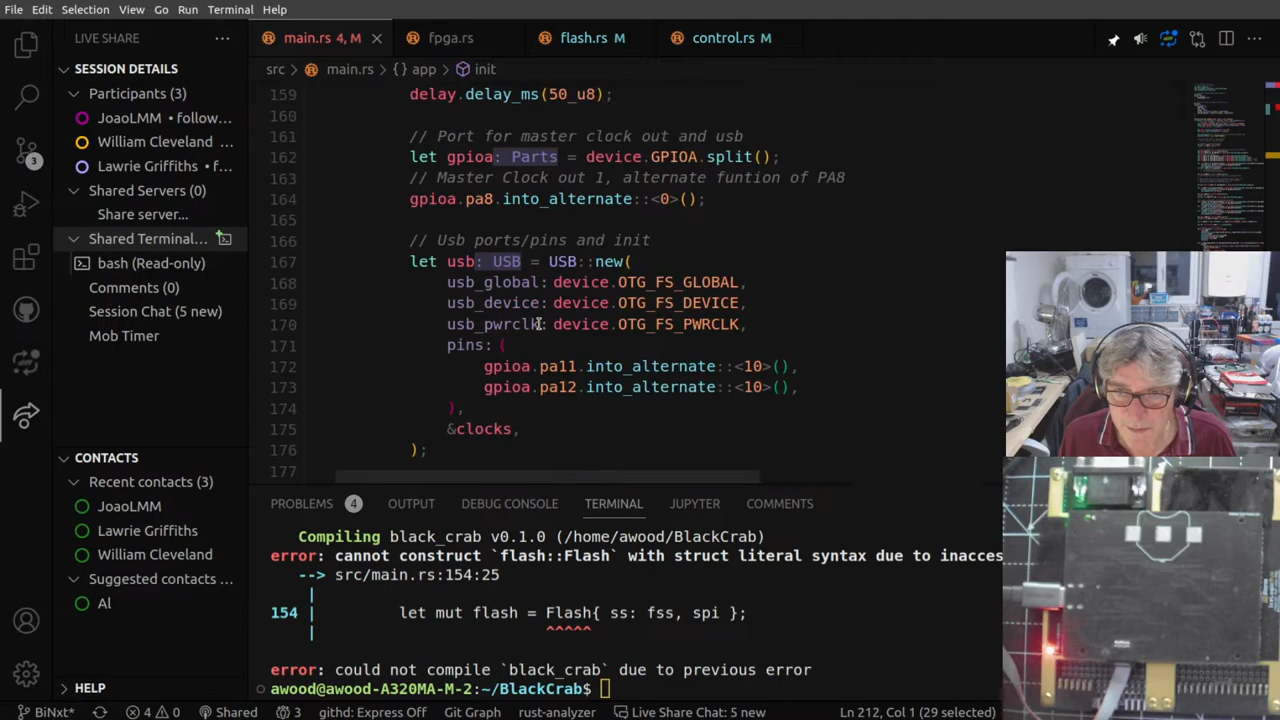 File Edit Selection View Go Run Terminal Help
LIVE SHARE ...
main.rs 4, M
fpga.rs
flash.rs M
control.rs M
SESSION DETAILS
src > main.rs > {} app > init
Participants (3)
JoaoLMM • follow...
William Cleveland ...
Lawrie Griffiths • f...
Shared Servers (0)
Share server...
Shared Terminal...
bash (Read-only)
Comments (0)
Session Chat (5 new)
Mob Timer
CONTACTS
Recent contacts (3)
JoaoLMM
Lawrie Griffiths
William Cleveland
Suggested contacts ...
Al
HELP
159 delay.delay_ms(50_u8);
160
161 // Port for master clock out and usb
162 let gpioa: Parts = device.GPIOA.split();
163 // Master clock out 1, alternate funtion of PA8
164 gpioa.pa8.into_alternate::<0>();
165
166 // Usb ports/pins and init
167 let usb: USB = USB::new(
168 usb_global: device.OTG_FS_GLOBAL,
169 usb_device: device.OTG_FS_DEVICE,
170 usb_pwrclk: device.OTG_FS_PWRCLK,
171 pins: (
172 gpioa.pa11.into_alternate::<10>(),
173 gpioa.pa12.into_alternate::<10>(),
174 ),
175 &clocks,
176 );
177
PROBLEMS 4 OUTPUT DEBUG CONSOLE TERMINAL JUPYTER COMMENTS
Compiling black_crab v0.1.0 (/home/awood/BlackCrab)
error: cannot construct `flash::Flash` with struct literal syntax due to inacces
--> src/main.rs:154:25
|
154 | let mut flash = Flash{ ss: fss, spi };
| ^^^^^
error: could not compile `black_crab` due to previous error
awood@awood-A320MA-M-2:~/BlackCrab$
BiNxt* 4 0 Shared 3 githd: Express Off Git Graph rust-analyzer Live Share Chat: 5 new Ln 212, Col 1 (29 selected)